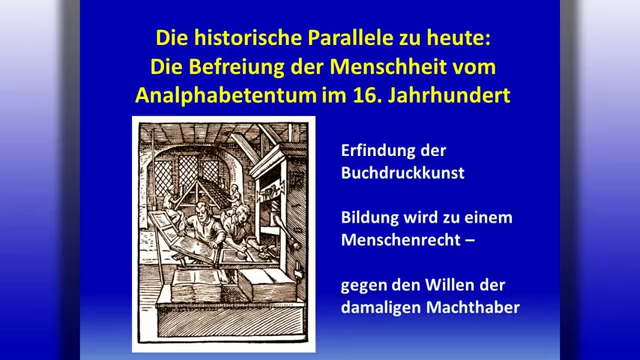 Die historische Parallele zu heute:
Die Befreiung der Menschheit vom
Analphabetentum im 16. Jahrhundert
Erfindung der
Buchdruckkunst
Bildung wird zu einem
Menschenrecht –
gegen den Willen der
damaligen Machthaber